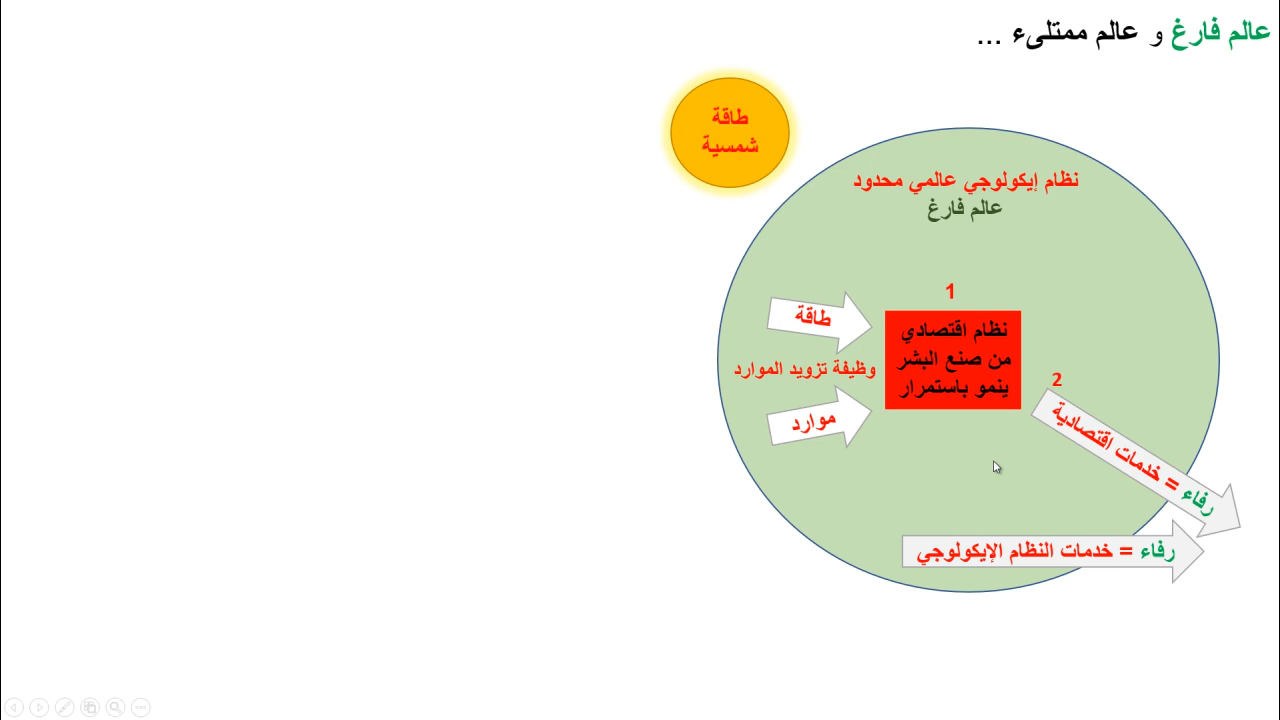 عالم فارغ و عالم ممتلىء ...
طاقة
شمسية
نظام إيكولوجي عالمي محدود
عالم فارغ
1
طاقة
نظام اقتصادي
من صنع البشر
ينمو باستمرار
وظيفة تزويد الموارد
موارد
2
خدمات اقتصادية = رفاء
خدمات النظام الإيكولوجي = رفاء